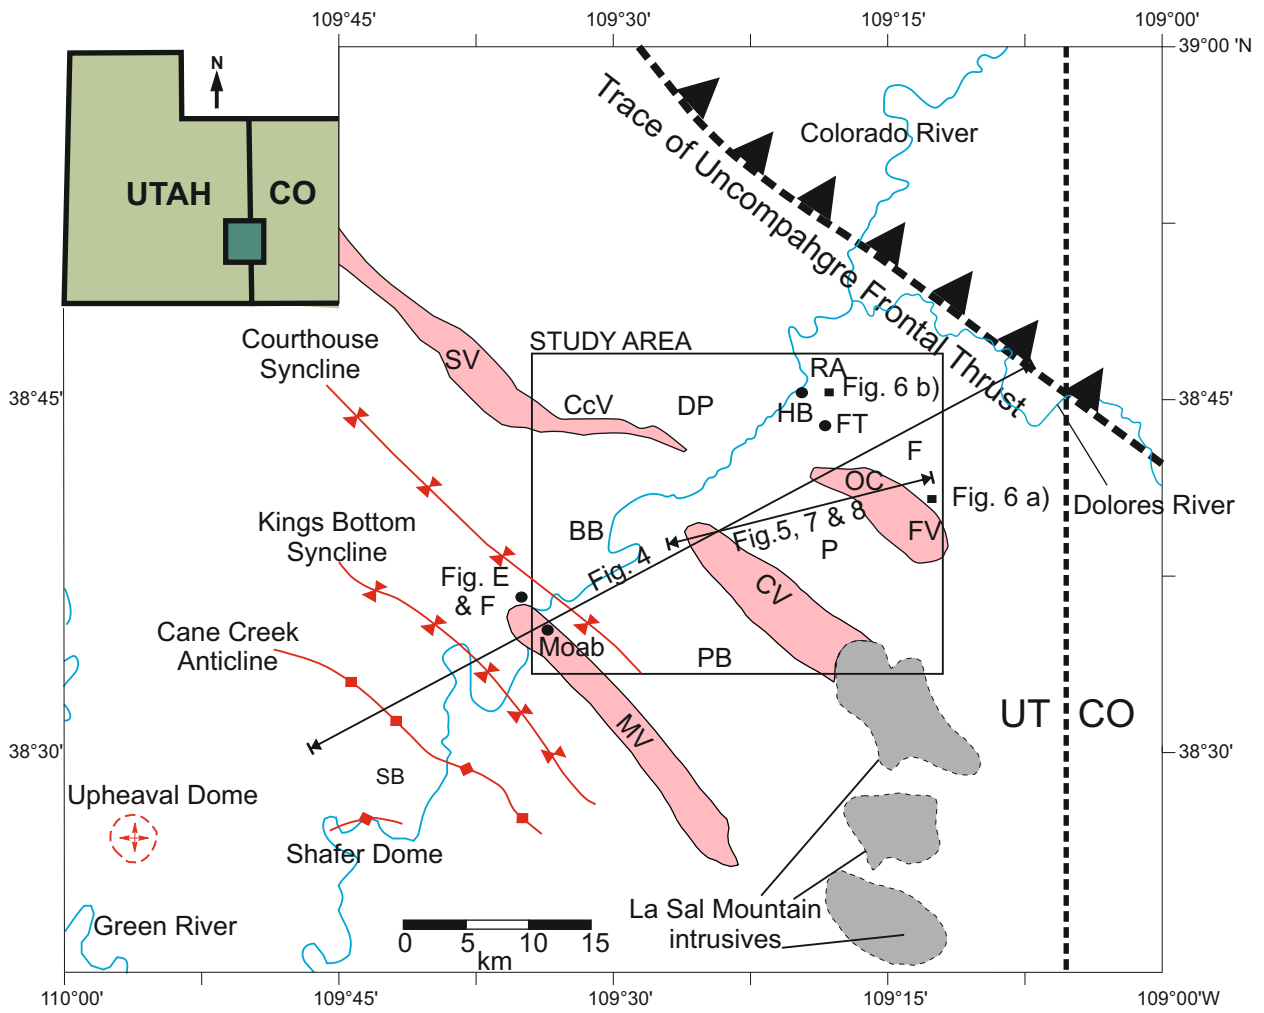 109°45'
109°30'
109°15'
109°00'
39°00 'N
N
UTAH
CO
Colorado River
Trace of Uncompahgre Frontal Thrust
Courthouse
Syncline
SV
STUDY AREA
RA
Fig. 6 b)
38°45'
38°45'
CcV
DP
HB
FT
F
OC
Fig. 6 a)
Dolores River
Kings Bottom
Syncline
BB
Fig.5, 7 & 8
FV
P
Fig. 4
Fig. E
& F
CV
Cane Creek
Anticline
Moab
PB
UT
CO
MV
38°30'
38°30'
SB
Upheaval Dome
Shafer Dome
La Sal Mountain
intrusives
Green River
0
5
10
15
km
110°00'
109°45'
109°30'
109°15'
109°00'W